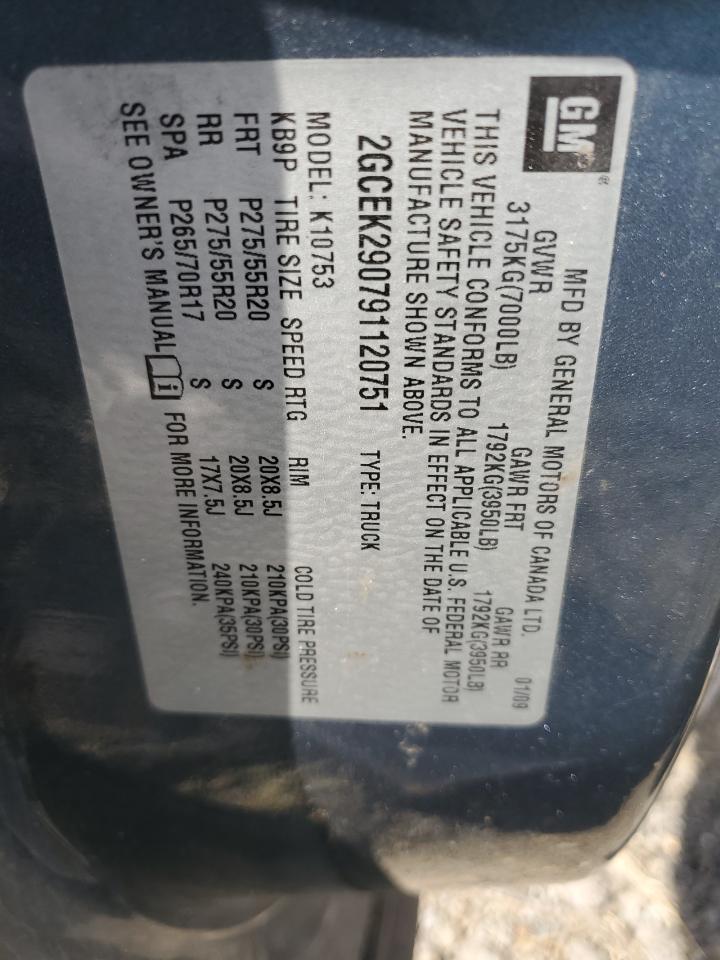 GM®
MFD BY GENERAL MOTORS OF CANADA LTD. 01/09
GVWR GAWR FRT GAWR RR
3175KG(7000LB) 1792KG(3950LB) 1792KG(3950LB)
THIS VEHICLE CONFORMS TO ALL APPLICABLE U.S. FEDERAL MOTOR
VEHICLE SAFETY STANDARDS IN EFFECT ON THE DATE OF
MANUFACTURE SHOWN ABOVE.
2GCEK290791120751 TYPE: TRUCK
MODEL: K10753
KB9P TIRE SIZE SPEED RTG RIM COLD TIRE PRESSURE
FRT P275/55R20 S 20X8.5J 210KPA(30PSI)
RR P275/55R20 S 20X8.5J 210KPA(30PSI)
SPA P265/70R17 S 17X7.5J 240KPA(35PSI)
SEE OWNER'S MANUAL i FOR MORE INFORMATION.